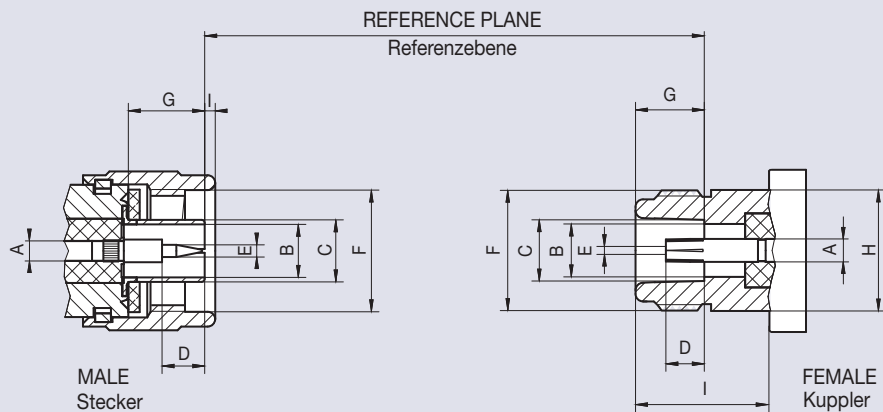 REFERENCE PLANE
Referenzebene
G
I
G
A
E
B
C
F
F
C
B
E
A
H
D
D
I
MALE
Stecker
FEMALE
Kuppler